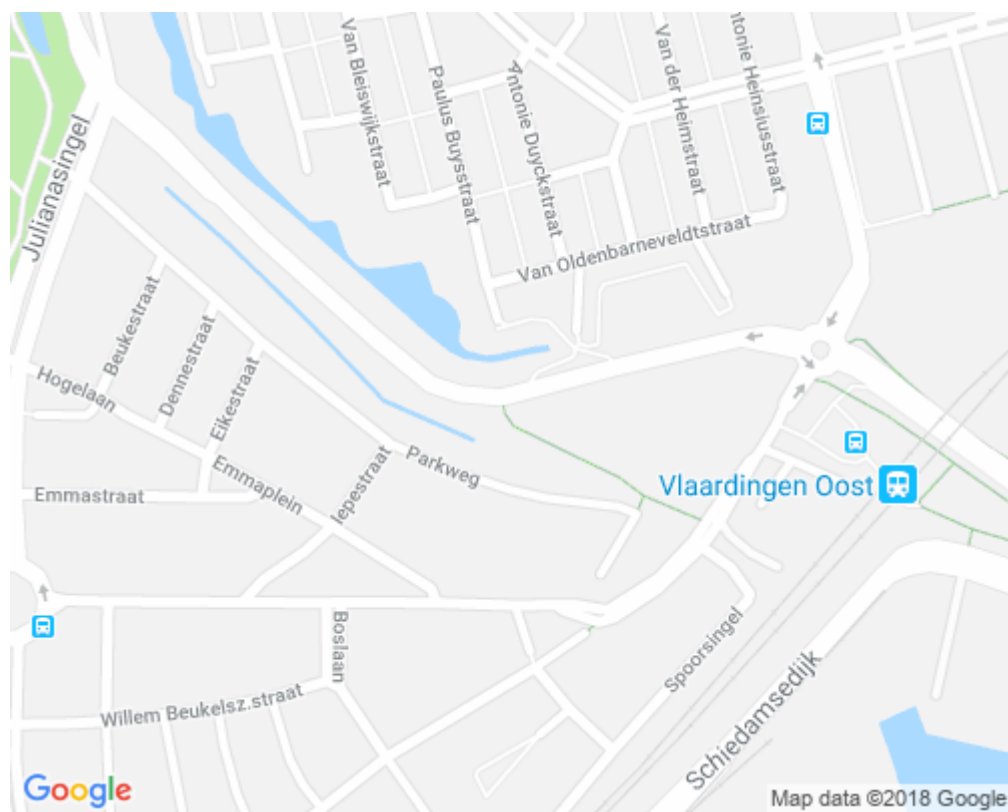 Van Bleiswijkstraat
Paulus Buysstraat
Antonie Duyckstraat
Van der Heimstraat
ntonie Heinsiusstraat
Julianasingel
Van Oldenbarneveldtstraat
Beukestraat
Dennestraat
Eikestraat
Hogelaan
Emmaplein
Iepestraat
Parkweg
Emmastraat
Vlaardingen Oost
Boslaan
Spoorsingel
Willem Beukelsz.straat
Schiedamsedijk
Google
Map data ©2018 Google